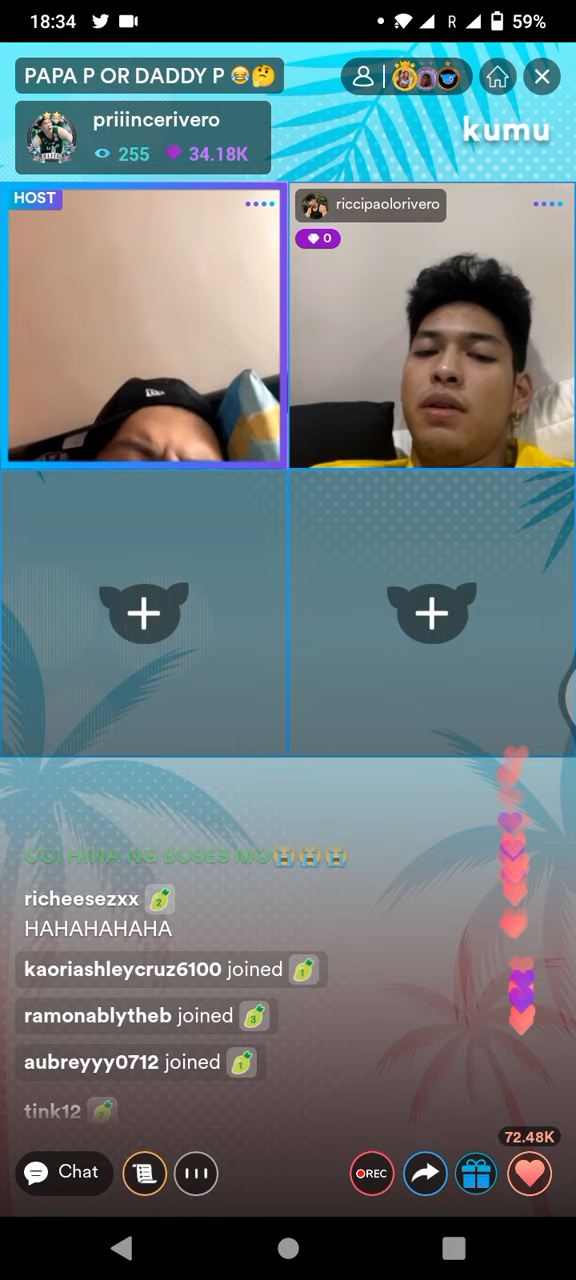 18:34
R
59%
PAPA P OR DADDY P 😂🤔
priiincerivero
255
34.18K
kumu
HOST
riccipaolorivero
0
CCI HINA NG BOSES MO😭😭😭
richeesezxx 2
HAHAHAHAHA
kaoriashleycruz6100 joined 1
ramonablytheb joined 3
aubreyyy0712 joined 1
tink12 2
72.48K
Chat
REC